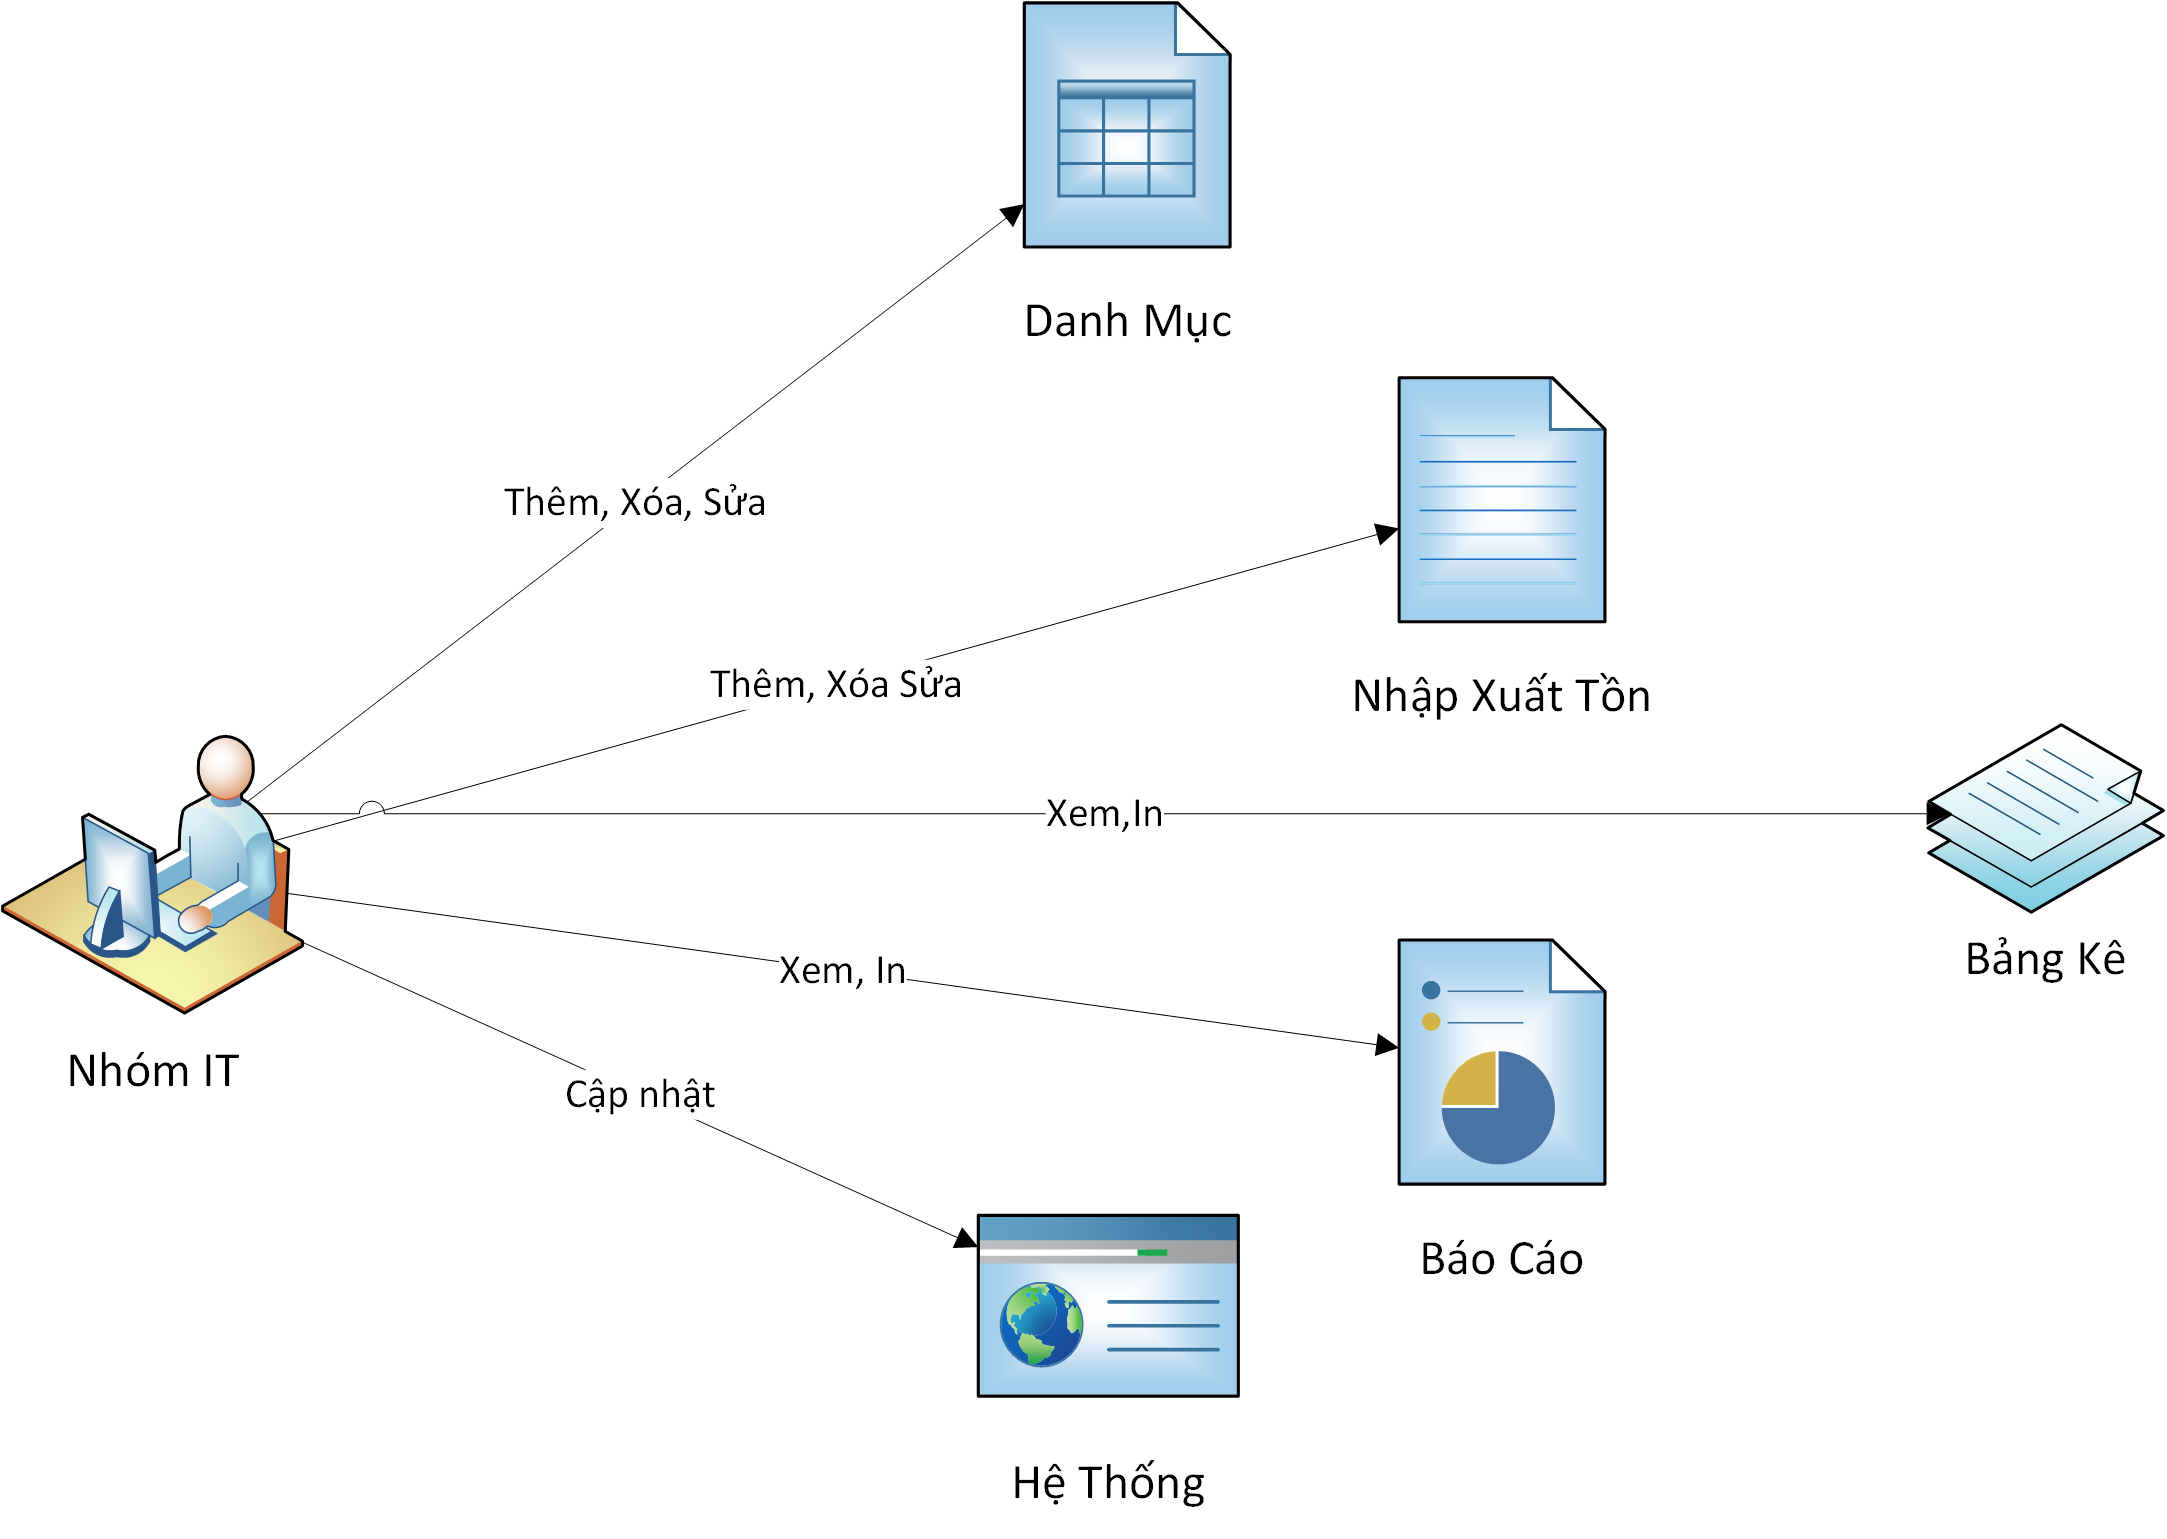 Danh Mục
Thêm, Xóa, Sửa
Thêm, Xóa Sửa
Nhập Xuất Tồn
Xem,In
Bảng Kê
Xem, In
Nhóm IT
Cập nhật
Báo Cáo
Hệ Thống